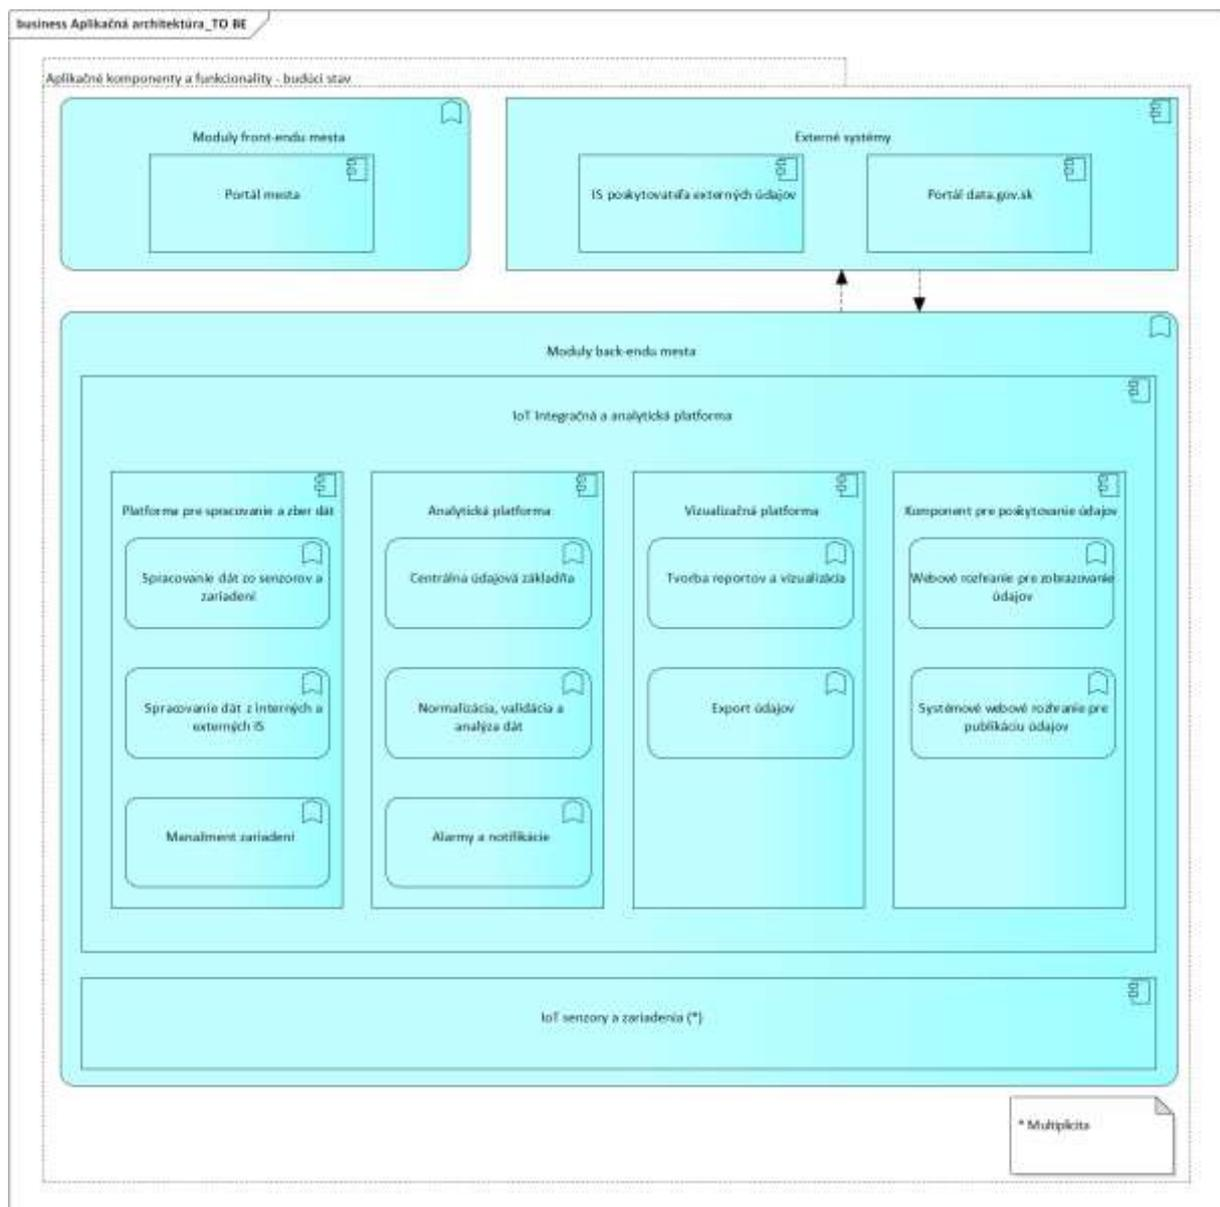 business Aplikačná architektúra_TO BE
Aplikačné komponenty a funkcionality - budúci stav
Moduly front-endu mesta
Portál mesta
Externé systémy
IS poskytovateľa externých údajov
Portál data.gov.sk
Moduly back-endu mesta
IoT Integračná a analytická platforma
Platforma pre spracovanie a zber dát
Spracovanie dát zo senzorov a
zariadení
Spracovanie dát z interných a
externých IS
Manažment zariadení
Analytická platforma
Centrálna údajová základňa
Normalizácia, validácia a
analýza dát
Alarmy a notifikácie
Vizualizačná platforma
Tvorba reportov a vizualizácia
Export údajov
Komponent pre poskytovanie údajov
Webové rozhranie pre zobrazovanie
údajov
Systémové webové rozhranie pre
publikáciu údajov
IoT senzory a zariadenia (*)
* Multiplicita